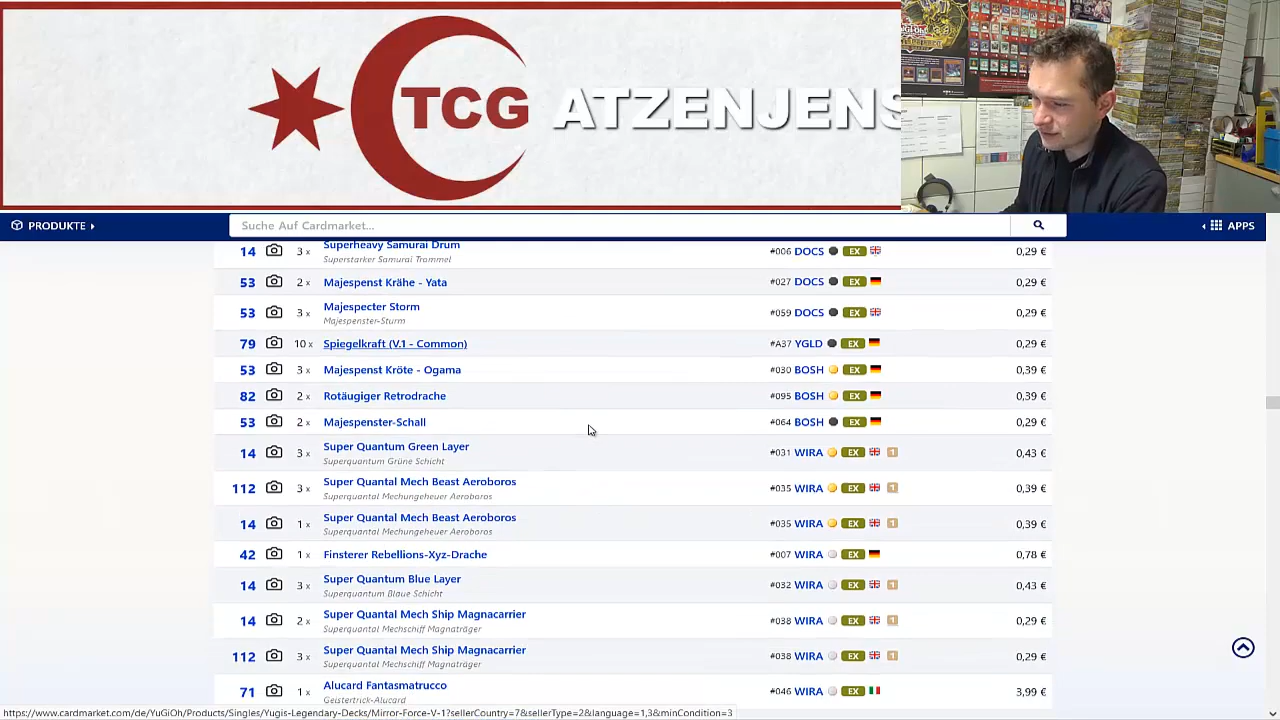 TCG ATZENJENS
PRODUKTE
Suche Auf Cardmarket...
APPS
14 3 x Superheavy Samurai Drum #006 DOCS EX 0,29 €
Superstarker Samurai Trommel
53 2 x Majespenst Krähe - Yata #027 DOCS EX 0,29 €
53 3 x Majespecter Storm #059 DOCS EX 0,29 €
Majespenster-Sturm
79 10 x Spiegelkraft (V.1 - Common) #A37 YGLD EX 0,29 €
53 3 x Majespenst Kröte - Ogama #030 BOSH EX 0,39 €
82 2 x Rotäugiger Retrodrache #095 BOSH EX 0,39 €
53 2 x Majespenster-Schall #064 BOSH EX 0,29 €
14 3 x Super Quantum Green Layer #031 WIRA EX 1 0,43 €
Superquantum Grüne Schicht
112 3 x Super Quantal Mech Beast Aeroboros #035 WIRA EX 1 0,39 €
Superquantal Mechungeheuer Aeroboros
14 1 x Super Quantal Mech Beast Aeroboros #035 WIRA EX 1 0,39 €
Superquantal Mechungeheuer Aeroboros
42 1 x Finsterer Rebellions-Xyz-Drache #007 WIRA EX 0,78 €
14 3 x Super Quantum Blue Layer #032 WIRA EX 1 0,43 €
Superquantum Blaue Schicht
14 2 x Super Quantal Mech Ship Magnacarrier #038 WIRA EX 1 0,29 €
Superquantal Mechschiff Magnaträger
112 3 x Super Quantal Mech Ship Magnacarrier #038 WIRA EX 1 0,29 €
Superquantal Mechschiff Magnaträger
71 1 x Alucard Fantasmatrucco #046 WIRA EX 3,99 €
Geistertrick-Alucard
https://www.cardmarket.com/de/YuGiOh/Products/Singles/Yugis-Legendary-Decks/Mirror-Force-V-1?sellerCountry=7&sellerType=2&language=1,3&minCondition=3